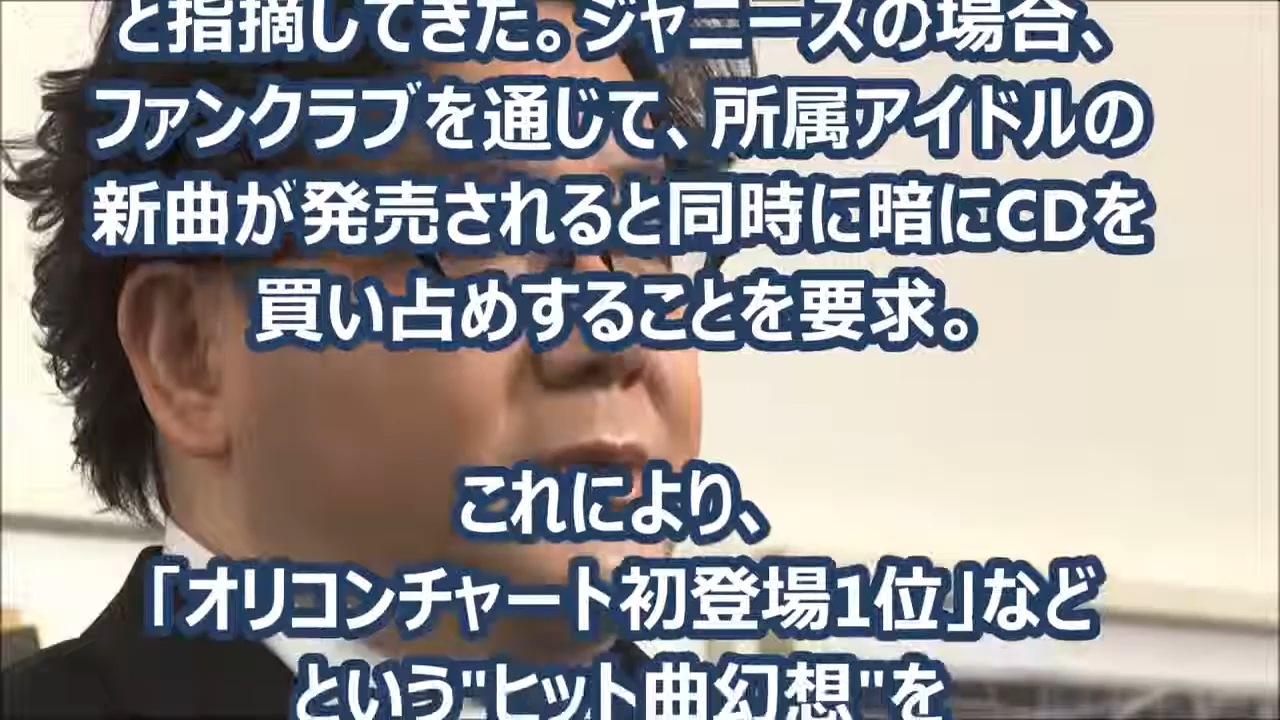 と指摘してきた。ジャニーズの場合、
ファンクラブを通じて、所属アイドルの
新曲が発売されると同時に暗にCDを
買い占めすることを要求。
これにより、
「オリコンチャート初登場1位」など
という"ヒット曲幻想"を